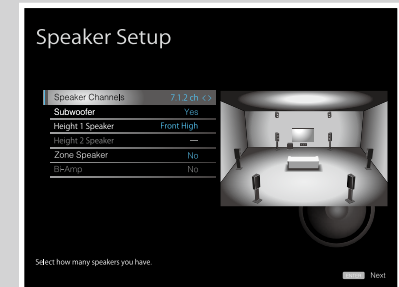 Speaker Setup
Speaker Channels 7.1.2 ch < >
Subwoofer Yes
Height 1 Speaker Front High
Height 2 Speaker —
Zone Speaker No
Bi-Amp No
Select how many speakers you have.
ENTER Next